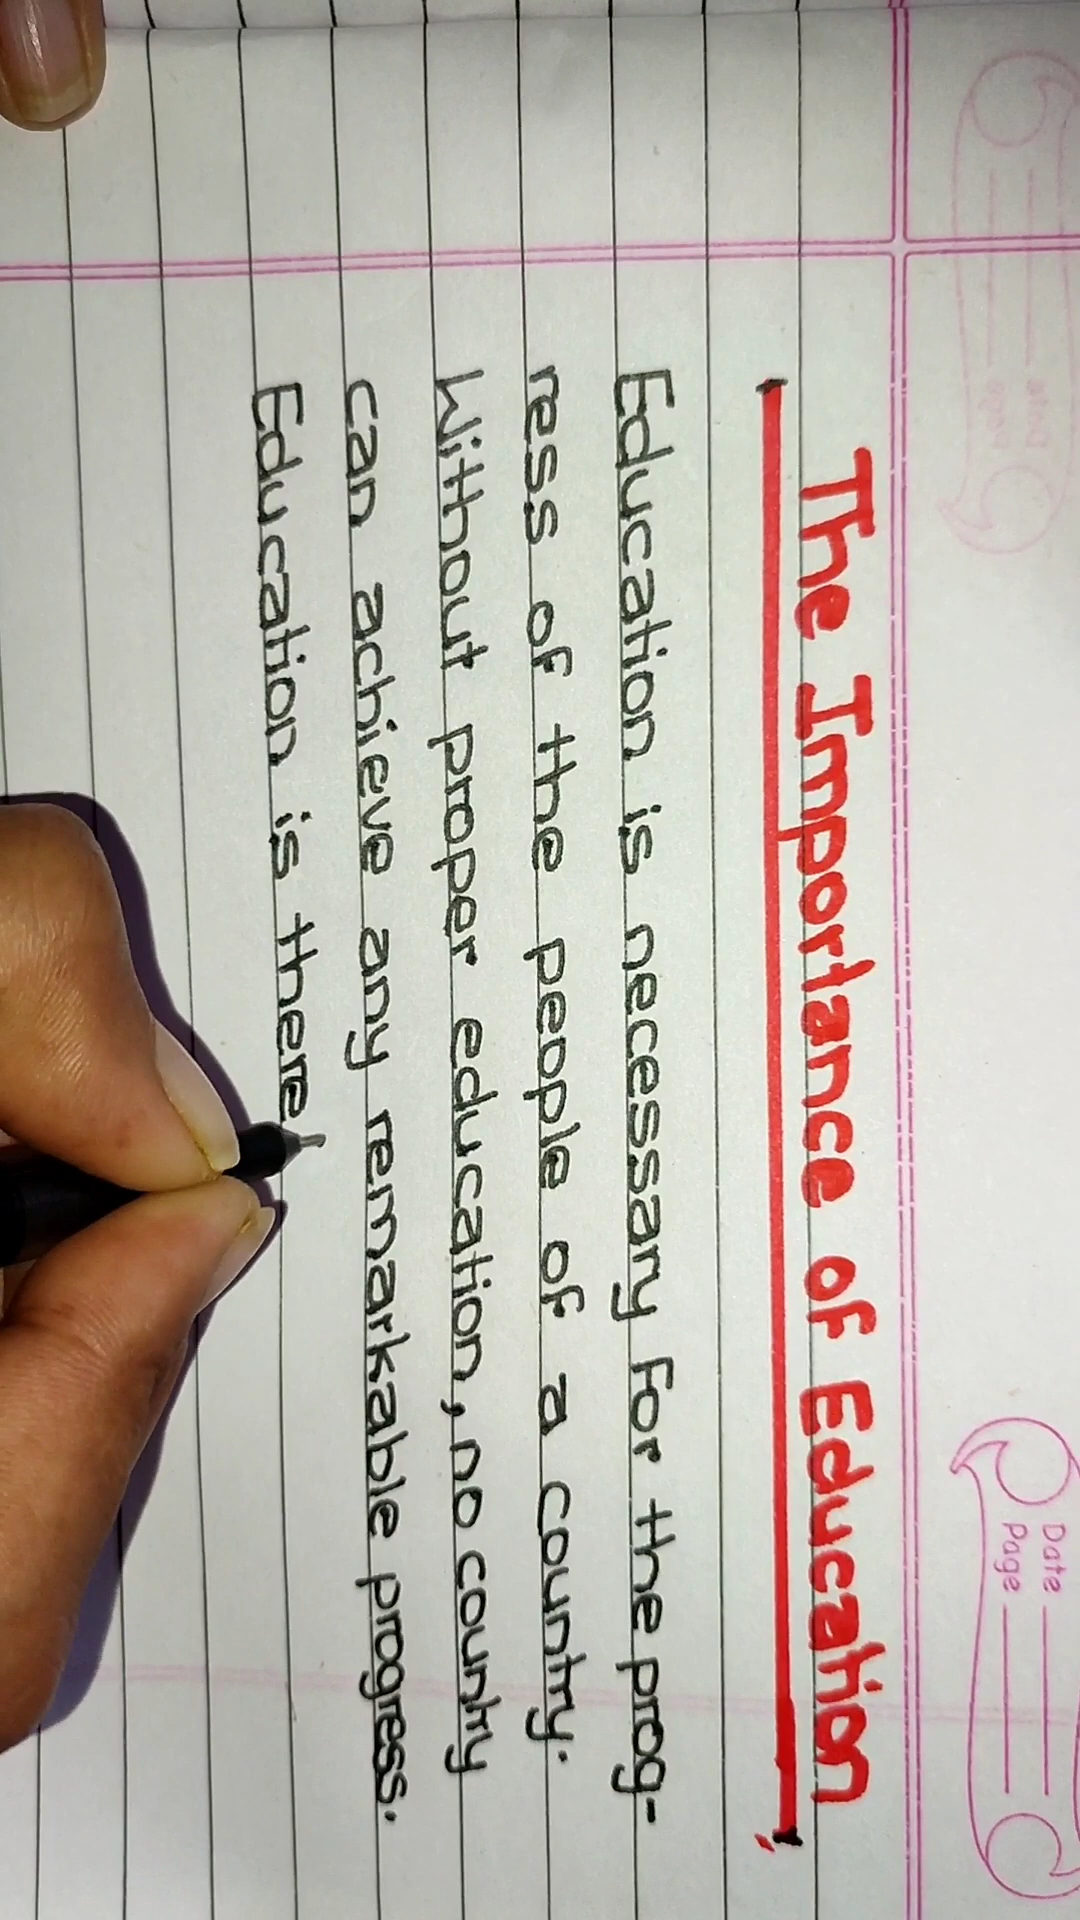 Date
Page
The Importance of Education
Education is necessary for the prog-
ress of the people of a country.
Without proper education, no country
can achieve any remarkable progress.
Education is there